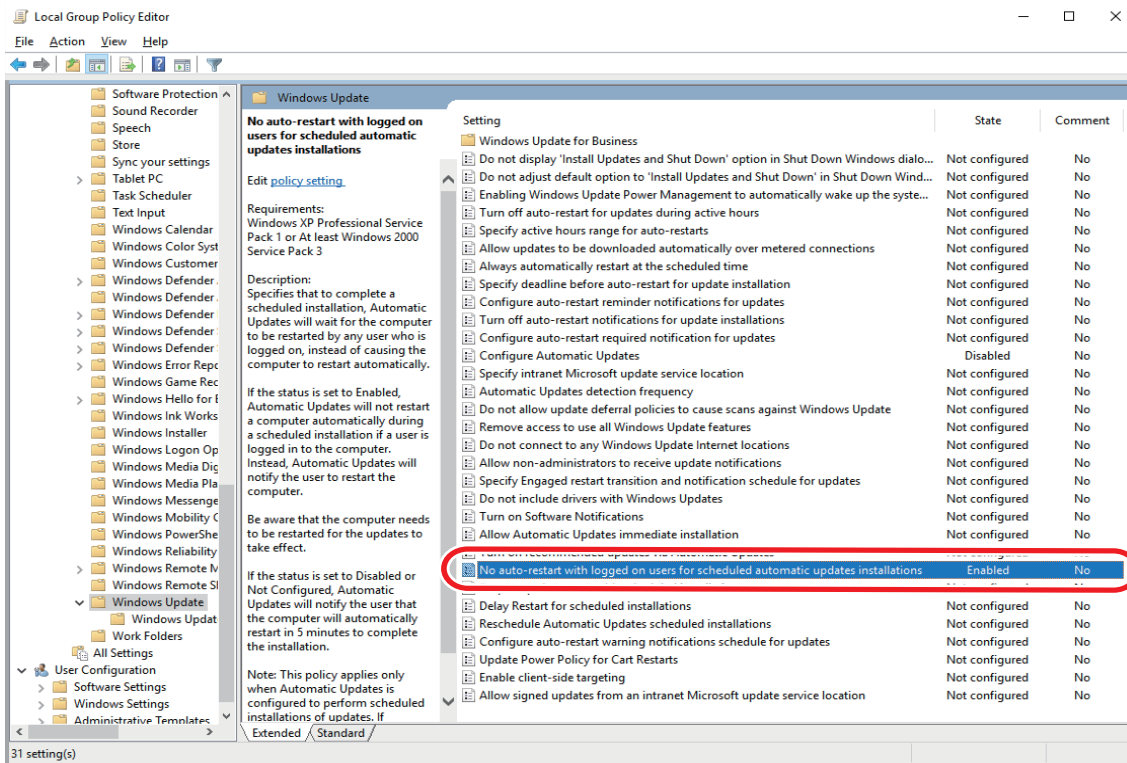 Local Group Policy Editor
File Action View Help
Software Protection
Sound Recorder
Speech
Store
Sync your settings
Tablet PC
Task Scheduler
Text Input
Windows Calendar
Windows Color Syst
Windows Customer
Windows Defender
Windows Defender
Windows Defender
Windows Defender
Windows Defender
Windows Error Repo
Windows Game Rec
Windows Hello for B
Windows Ink Works
Windows Installer
Windows Logon Op
Windows Media Dig
Windows Media Pla
Windows Messenge
Windows Mobility C
Windows PowerShe
Windows Reliability
Windows Remote M
Windows Remote Sh
Windows Update
Windows Updat
Work Folders
All Settings
User Configuration
Software Settings
Windows Settings
Administrative Templates
Windows Update
No auto-restart with logged on
users for scheduled automatic
updates installations
Edit policy setting
Requirements:
Windows XP Professional Service
Pack 1 or At least Windows 2000
Service Pack 3
Description:
Specifies that to complete a
scheduled installation, Automatic
Updates will wait for the computer
to be restarted by any user who is
logged on, instead of causing the
computer to restart automatically.
If the status is set to Enabled,
Automatic Updates will not restart
a computer automatically during
a scheduled installation if a user is
logged in to the computer.
Instead, Automatic Updates will
notify the user to restart the
computer.
Be aware that the computer needs
to be restarted for the updates to
take effect.
If the status is set to Disabled or
Not Configured, Automatic
Updates will notify the user that
the computer will automatically
restart in 5 minutes to complete
the installation.
Note: This policy applies only
when Automatic Updates is
configured to perform scheduled
installations of updates. If
Setting State Comment
Windows Update for Business
Do not display 'Install Updates and Shut Down' option in Shut Down Windows dialo... Not configured No
Do not adjust default option to 'Install Updates and Shut Down' in Shut Down Wind... Not configured No
Enabling Windows Update Power Management to automatically wake up the syste... Not configured No
Turn off auto-restart for updates during active hours Not configured No
Specify active hours range for auto-restarts Not configured No
Allow updates to be downloaded automatically over metered connections Not configured No
Always automatically restart at the scheduled time Not configured No
Specify deadline before auto-restart for update installation Not configured No
Configure auto-restart reminder notifications for updates Not configured No
Turn off auto-restart notifications for update installations Not configured No
Configure auto-restart required notification for updates Not configured No
Configure Automatic Updates Disabled No
Specify intranet Microsoft update service location Not configured No
Automatic Updates detection frequency Not configured No
Do not allow update deferral policies to cause scans against Windows Update Not configured No
Remove access to use all Windows Update features Not configured No
Do not connect to any Windows Update Internet locations Not configured No
Allow non-administrators to receive update notifications Not configured No
Specify Engaged restart transition and notification schedule for updates Not configured No
Do not include drivers with Windows Updates Not configured No
Turn on Software Notifications Not configured No
Allow Automatic Updates immediate installation Not configured No
Turn on recommended updates via Automatic Updates Not configured No
No auto-restart with logged on users for scheduled automatic updates installations Enabled No
Delay Restart for scheduled installations Not configured No
Reschedule Automatic Updates scheduled installations Not configured No
Configure auto-restart warning notifications schedule for updates Not configured No
Update Power Policy for Cart Restarts Not configured No
Enable client-side targeting Not configured No
Allow signed updates from an intranet Microsoft update service location Not configured No
Extended Standard
31 setting(s)